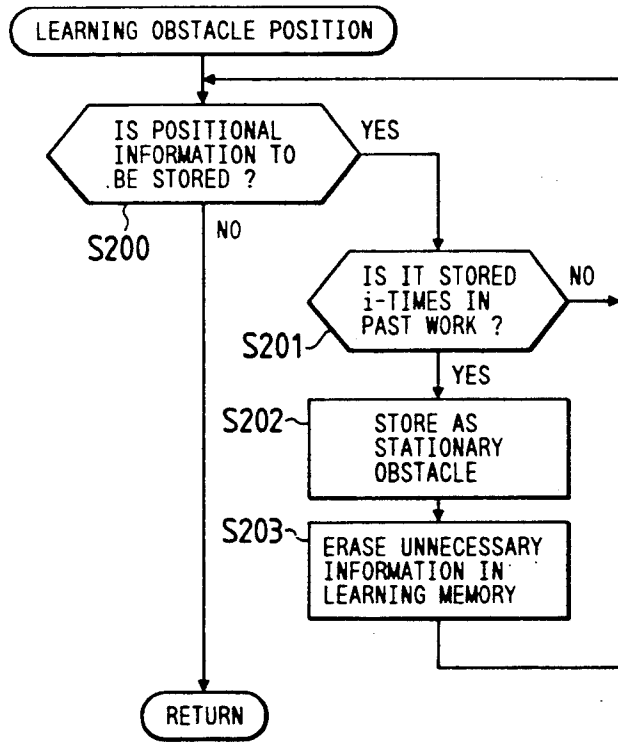 LEARNING OBSTACLE POSITION
IS POSITIONAL
INFORMATION TO
BE STORED ?
YES
S200
NO
IS IT STORED
i-TIMES IN
PAST WORK ?
NO
S201
YES
S202
STORE AS
STATIONARY
OBSTACLE
S203
ERASE UNNECESSARY
INFORMATION IN
LEARNING MEMORY
RETURN